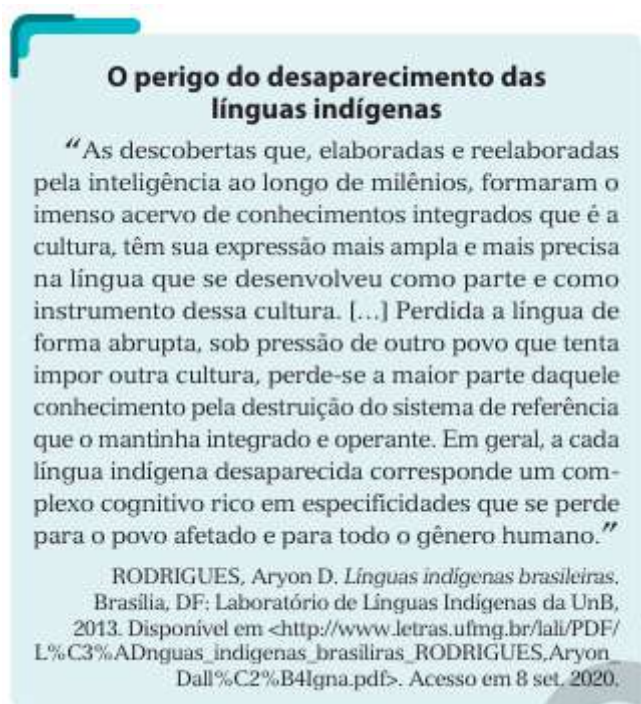 O perigo do desaparecimento das
línguas indígenas
“As descobertas que, elaboradas e reelaboradas
pela inteligência ao longo de milênios, formaram o
imenso acervo de conhecimentos integrados que é a
cultura, têm sua expressão mais ampla e mais precisa
na língua que se desenvolveu como parte e como
instrumento dessa cultura. […] Perdida a língua de
forma abrupta, sob pressão de outro povo que tenta
impor outra cultura, perde-se a maior parte daquele
conhecimento pela destruição do sistema de referência
que o mantinha integrado e operante. Em geral, a cada
língua indígena desaparecida corresponde um com-
plexo cognitivo rico em especificidades que se perde
para o povo afetado e para todo o gênero humano.”
RODRIGUES, Aryon D. Línguas indígenas brasileiras.
Brasília, DF: Laboratório de Línguas Indígenas da UnB,
2013. Disponível em <http://www.letras.ufmg.br/lali/PDF/
L%C3%ADnguas_indigenas_brasiliras_RODRIGUES,Aryon_
Dall%C2%B4Igna.pdf>. Acesso em 8 set. 2020.